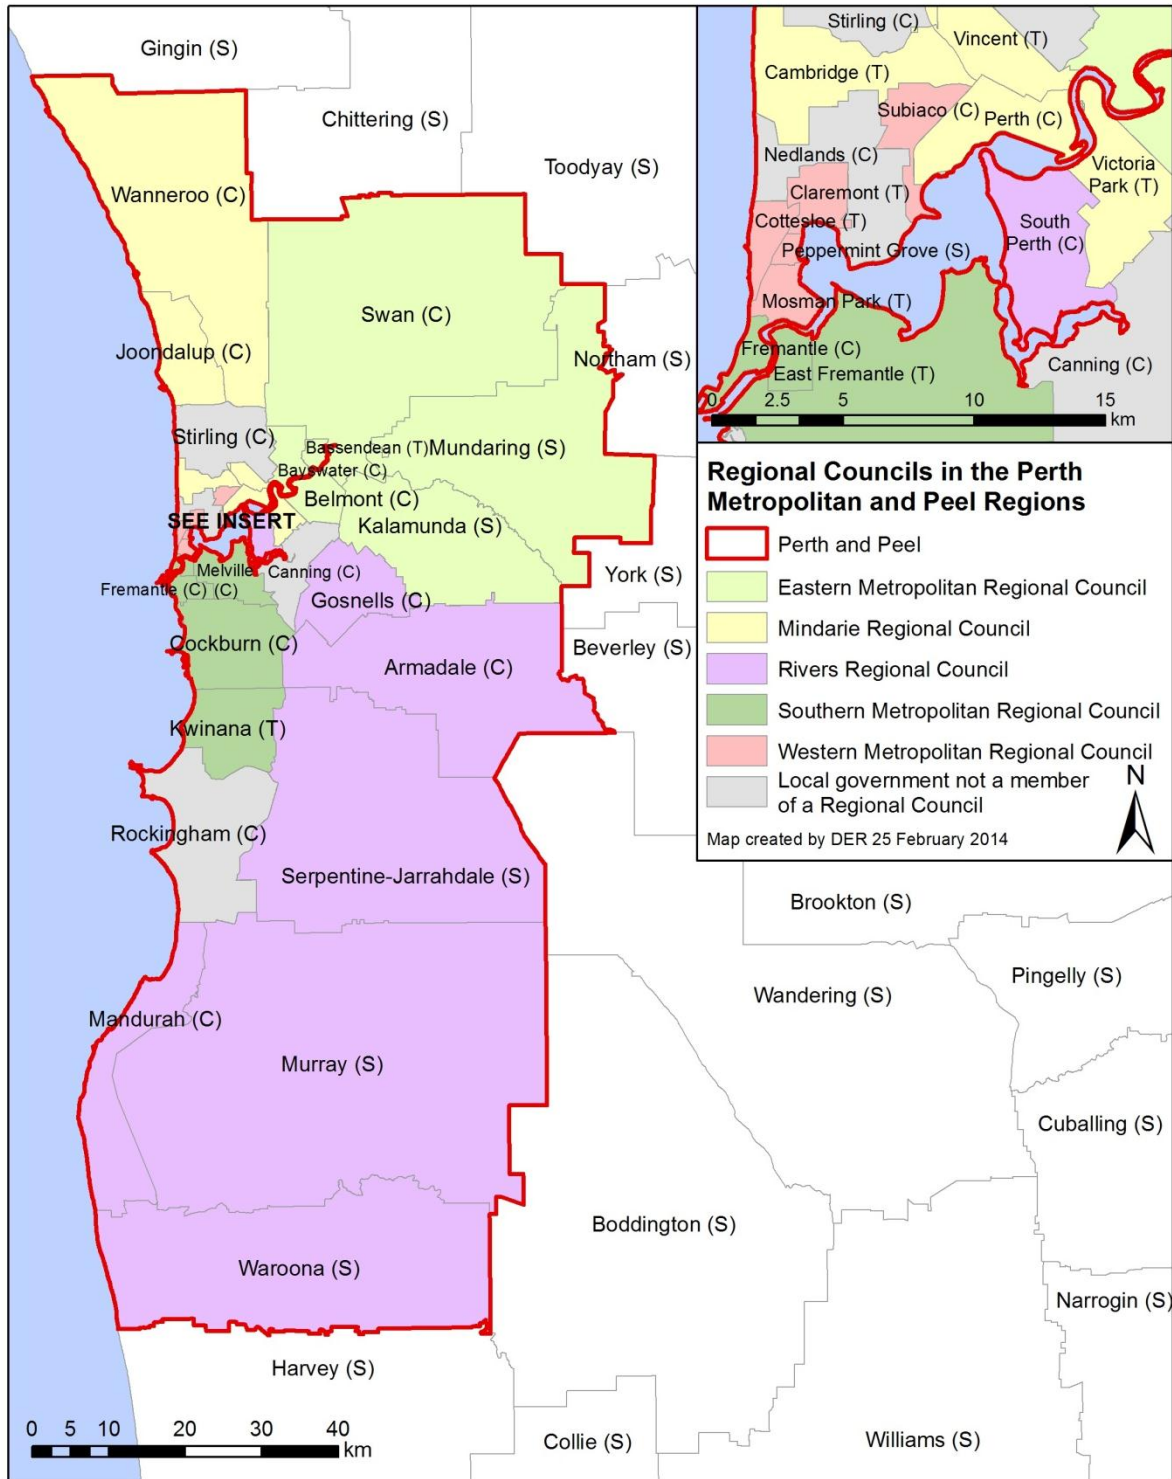 Gingin (S)
Chittering (S)
Toodyay (S)
Wanneroo (C)
Swan (C)
Northam (S)
Joondalup (C)
Stirling (C)
Bassendean (T)
Mundaring (S)
Bayswater (C)
Belmont (C)
Kalamunda (S)
SEE INSERT
Melville
(C)
Canning (C)
Fremantle (C)
Gosnells (C)
York (S)
Cockburn (C)
Beverley (S)
Armadale (C)
Kwinana (T)
Rockingham (C)
Serpentine-Jarrahdale (S)
Brookton (S)
Pingelly (S)
Wandering (S)
Mandurah (C)
Murray (S)
Cuballing (S)
Boddington (S)
Waroona (S)
Narrogin (S)
Harvey (S)
Collie (S)
Williams (S)
0 5 10 20 30 40
km
Stirling (C)
Vincent (T)
Cambridge (T)
Subiaco (C)
Perth (C)
Nedlands (C)
Victoria
Park (T)
Claremont (T)
Cottesloe (T)
South
Perth (C)
Peppermint Grove (S)
Mosman Park (T)
Fremantle (C)
East Fremantle (T)
Canning (C)
0 2.5 5 10 15
km
Regional Councils in the Perth
Metropolitan and Peel Regions
Perth and Peel
Eastern Metropolitan Regional Council
Mindarie Regional Council
Rivers Regional Council
Southern Metropolitan Regional Council
Western Metropolitan Regional Council
Local government not a member
of a Regional Council
N
Map created by DER 25 February 2014